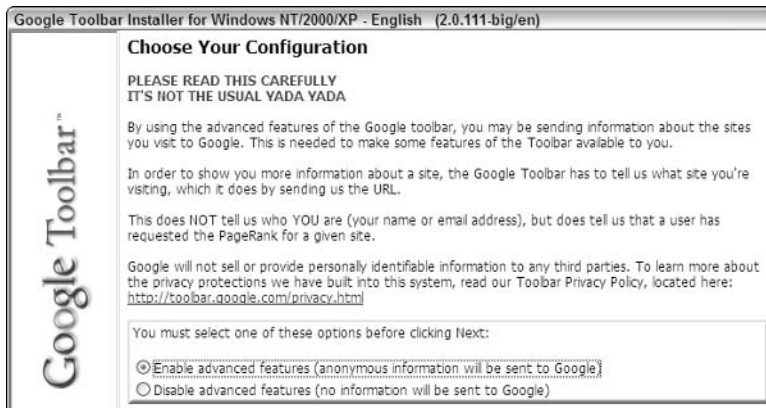 Google Toolbar Installer for Windows NT/2000/XP - English (2.0.111-big/en)
Google Toolbar™
Choose Your Configuration
PLEASE READ THIS CAREFULLY
IT'S NOT THE USUAL YADA YADA
By using the advanced features of the Google toolbar, you may be sending information about the sites
you visit to Google. This is needed to make some features of the Toolbar available to you.
In order to show you more information about a site, the Google Toolbar has to tell us what site you're
visiting, which it does by sending us the URL.
This does NOT tell us who YOU are (your name or email address), but does tell us that a user has
requested the PageRank for a given site.
Google will not sell or provide personally identifiable information to any third parties. To learn more about
the privacy protections we have built into this system, read our Toolbar Privacy Policy, located here:
http://toolbar.google.com/privacy.html
You must select one of these options before clicking Next:
Enable advanced features (anonymous information will be sent to Google)
Disable advanced features (no information will be sent to Google)